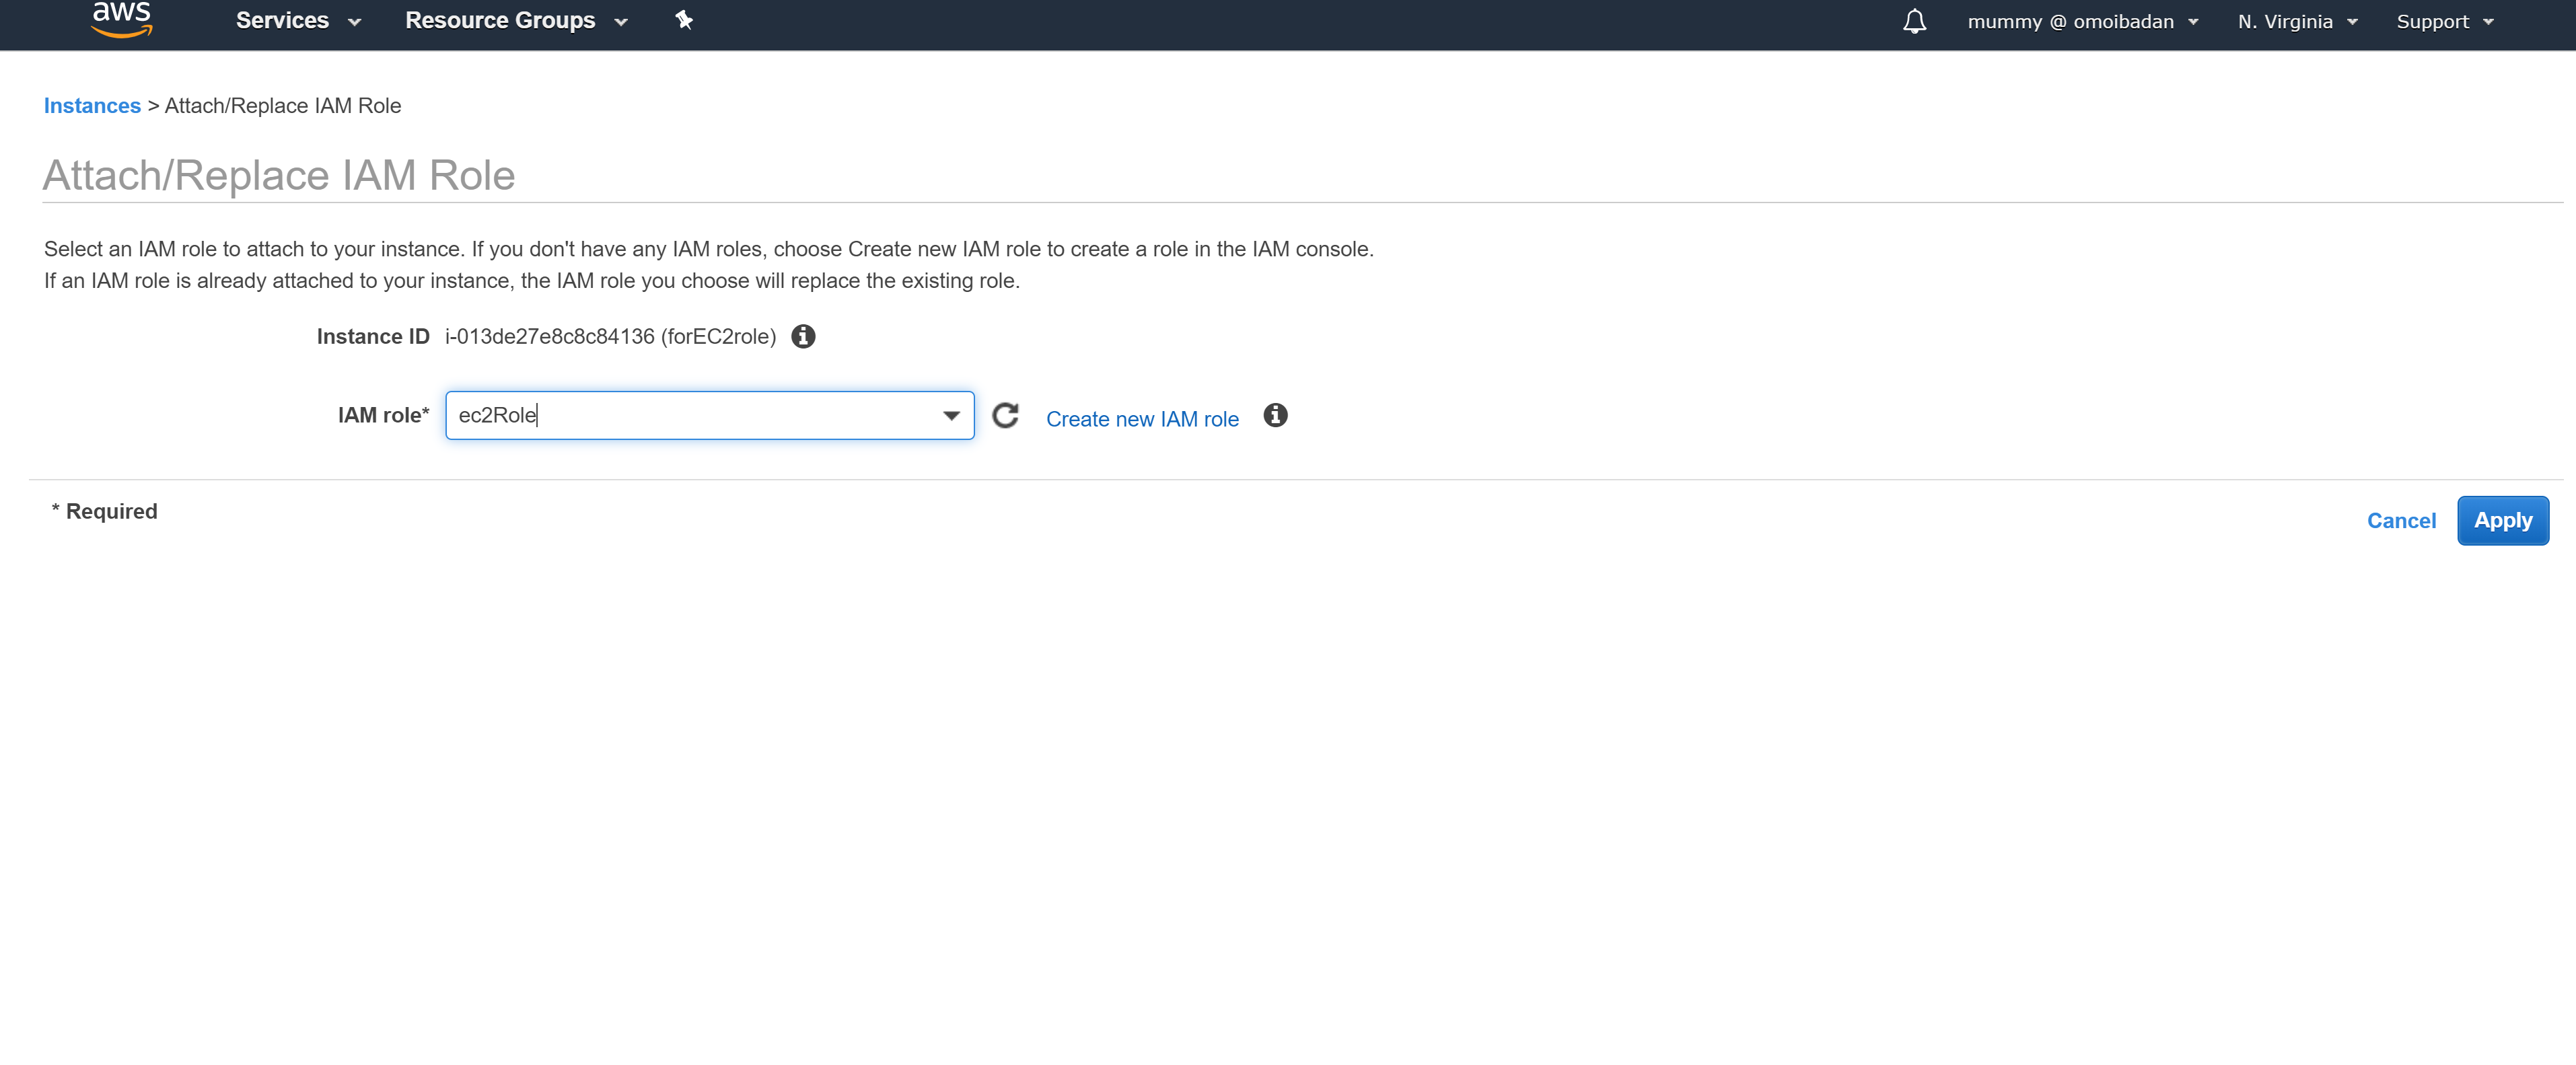 aws Services Resource Groups mummy @ omoibadan N. Virginia Support
Instances > Attach/Replace IAM Role
Attach/Replace IAM Role
Select an IAM role to attach to your instance. If you don't have any IAM roles, choose Create new IAM role to create a role in the IAM console.
If an IAM role is already attached to your instance, the IAM role you choose will replace the existing role.
Instance ID i-013de27e8c8c84136 (forEC2role)
IAM role* ec2Role Create new IAM role
* Required
Cancel Apply